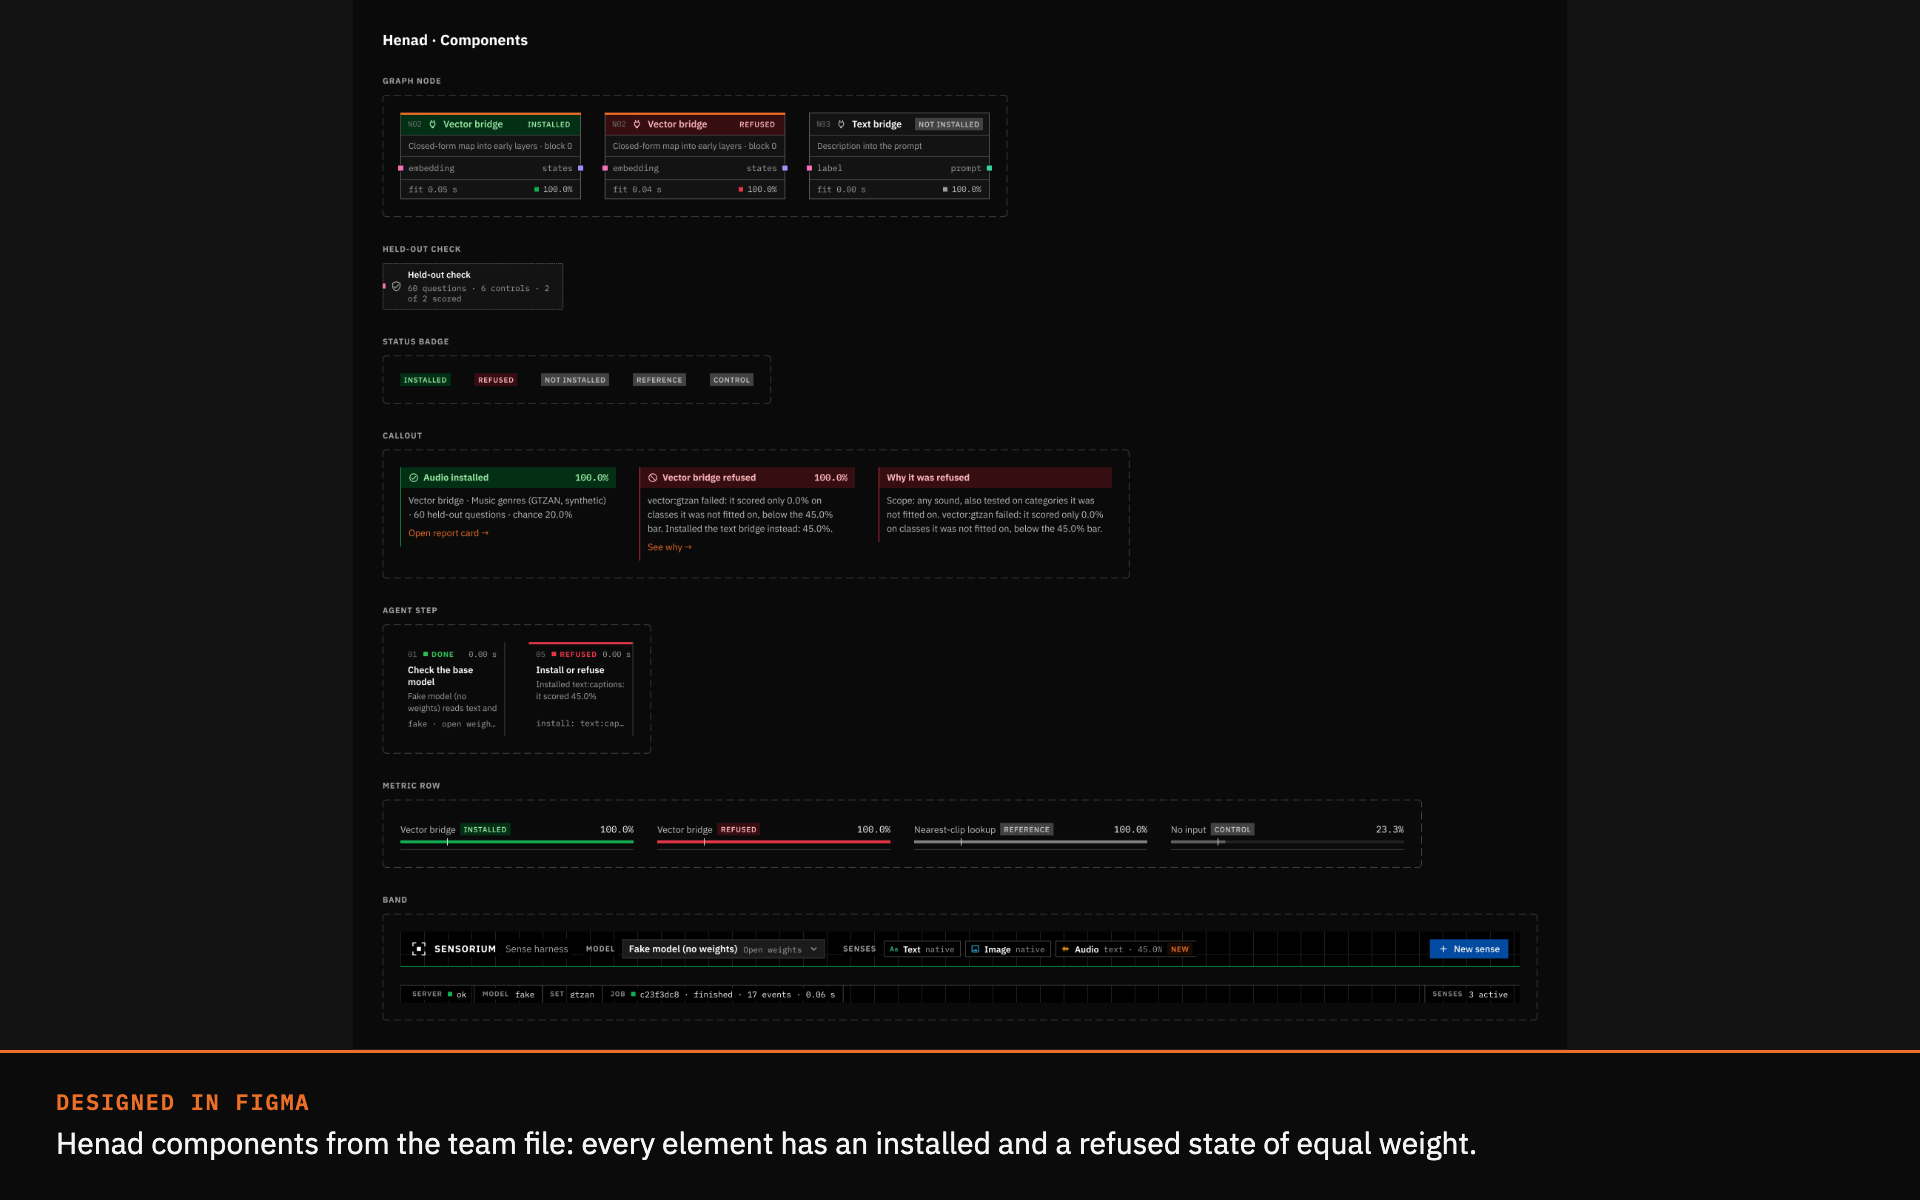 Henad · Components
GRAPH NODE
N02 Vector bridge INSTALLED
Closed-form map into early layers · block 0
embedding states
fit 0.05 s 100.0%
N02 Vector bridge REFUSED
Closed-form map into early layers · block 0
embedding states
fit 0.04 s 100.0%
N03 Text bridge NOT INSTALLED
Description into the prompt
label prompt
fit 0.00 s 100.0%
HELD-OUT CHECK
Held-out check
60 questions · 6 controls · 2
of 2 scored
STATUS BADGE
INSTALLED REFUSED NOT INSTALLED REFERENCE CONTROL
CALLOUT
Audio installed 100.0%
Vector bridge · Music genres (GTZAN, synthetic)
· 60 held-out questions · chance 20.0%
Open report card →
Vector bridge refused 100.0%
vector:gtzan failed: it scored only 0.0% on
classes it was not fitted on, below the 45.0%
bar. Installed the text bridge instead: 45.0%.
See why →
Why it was refused
Scope: any sound, also tested on categories it was
not fitted on. vector:gtzan failed: it scored only 0.0%
on classes it was not fitted on, below the 45.0% bar.
AGENT STEP
01 DONE 0.00 s
Check the base
model
Fake model (no
weights) reads text and
fake · open weigh…
05 REFUSED 0.00 s
Install or refuse
Installed text:captions:
it scored 45.0%
install: text:cap…
METRIC ROW
Vector bridge INSTALLED 100.0%
Vector bridge REFUSED 100.0%
Nearest-clip lookup REFERENCE 100.0%
No input CONTROL 23.3%
BAND
SENSORIUM Sense harness MODEL Fake model (no weights) Open weights SENSES Aa Text native Image native Audio text · 45.0% NEW + New sense
SERVER ok MODEL fake SET gtzan JOB c23f3dc8 · finished · 17 events · 0.06 s SENSES 3 active
DESIGNED IN FIGMA
Henad components from the team file: every element has an installed and a refused state of equal weight.